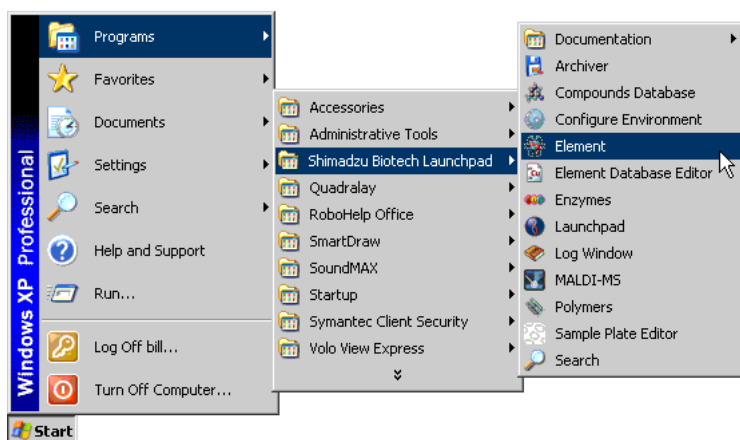 Windows XP Professional
Programs
Favorites
Documents
Settings
Search
Help and Support
Run...
Log Off bill...
Turn Off Computer...
Start
Accessories
Administrative Tools
Shimadzu Biotech Launchpad
Quadralay
RoboHelp Office
SmartDraw
SoundMAX
Startup
Symantec Client Security
Volo View Express
Documentation
Archiver
Compounds Database
Configure Environment
Element
Element Database Editor
Enzymes
Launchpad
Log Window
MALDI-MS
Polymers
Sample Plate Editor
Search